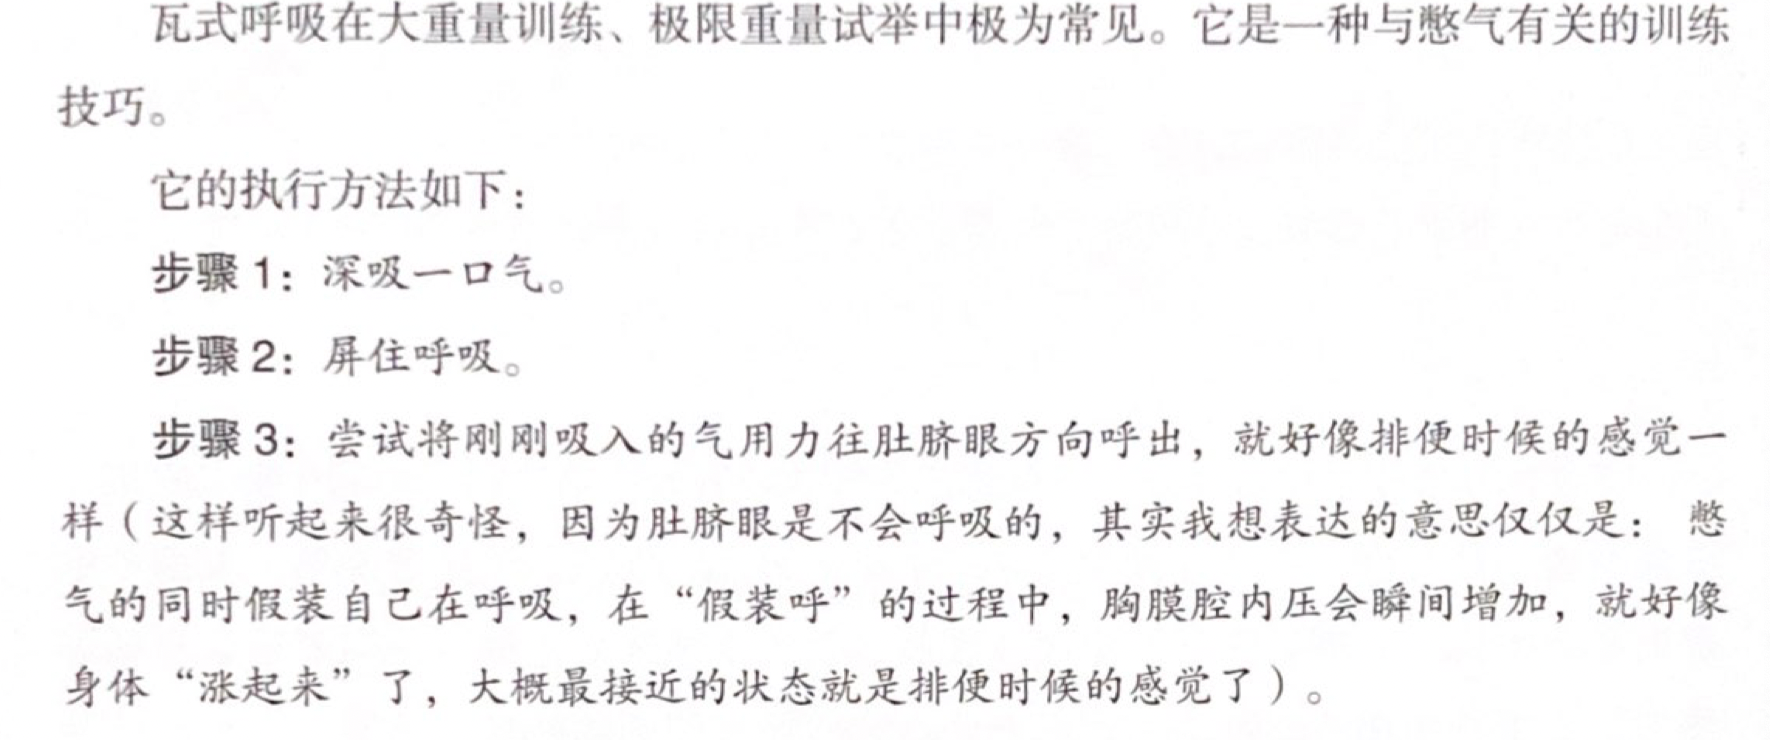 瓦式呼吸在大重量训练、极限重量试举中极为常见。它是一种与憋气有关的训练
技巧。
它的执行方法如下：
步骤 1：深吸一口气。
步骤 2：屏住呼吸。
步骤 3：尝试将刚刚吸入的气用力往肚脐眼方向呼出，就好像排便时候的感觉一
样（这样听起来很奇怪，因为肚脐眼是不会呼吸的，其实我想表达的意思仅仅是： 憋
气的同时假装自己在呼吸，在“假装呼”的过程中，胸膜腔内压会瞬间增加，就好像
身体“涨起来”了，大概最接近的状态就是排便时候的感觉了）。